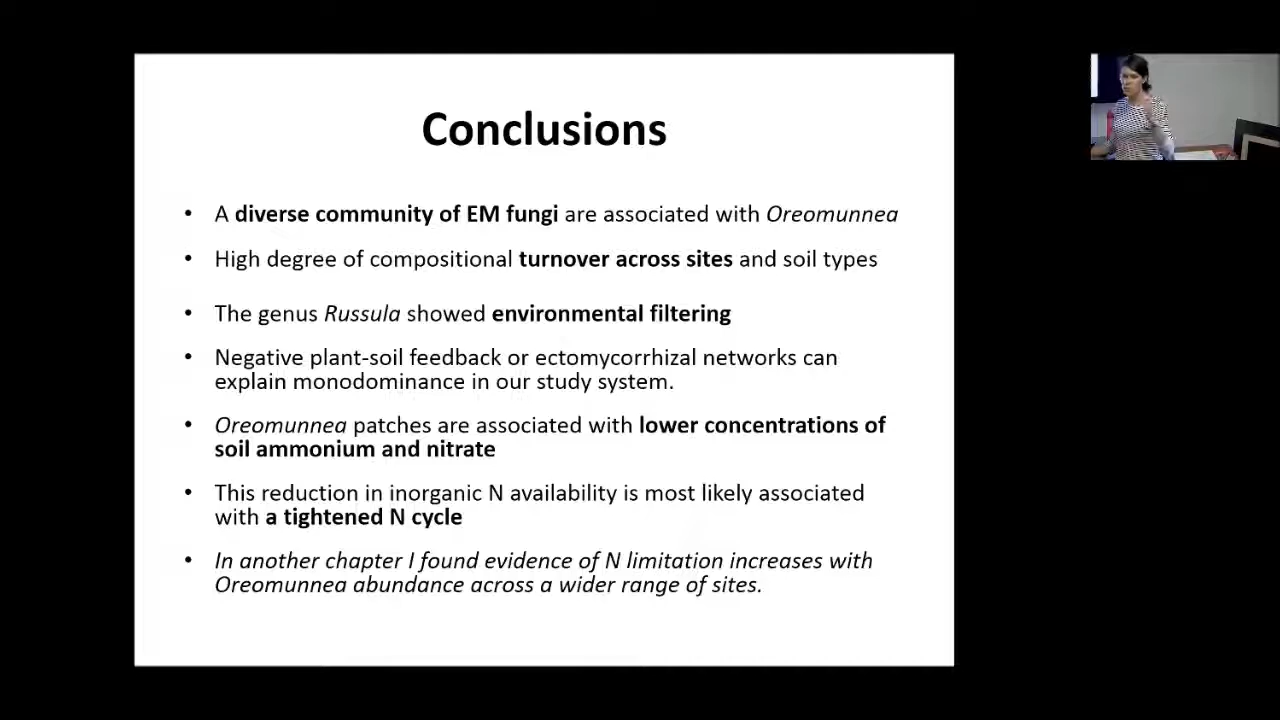 Conclusions
• A diverse community of EM fungi are associated with Oreomunnea
• High degree of compositional turnover across sites and soil types
• The genus Russula showed environmental filtering
• Negative plant-soil feedback or ectomycorrhizal networks can
explain monodominance in our study system.
• Oreomunnea patches are associated with lower concentrations of
soil ammonium and nitrate
• This reduction in inorganic N availability is most likely associated
with a tightened N cycle
• In another chapter I found evidence of N limitation increases with
Oreomunnea abundance across a wider range of sites.